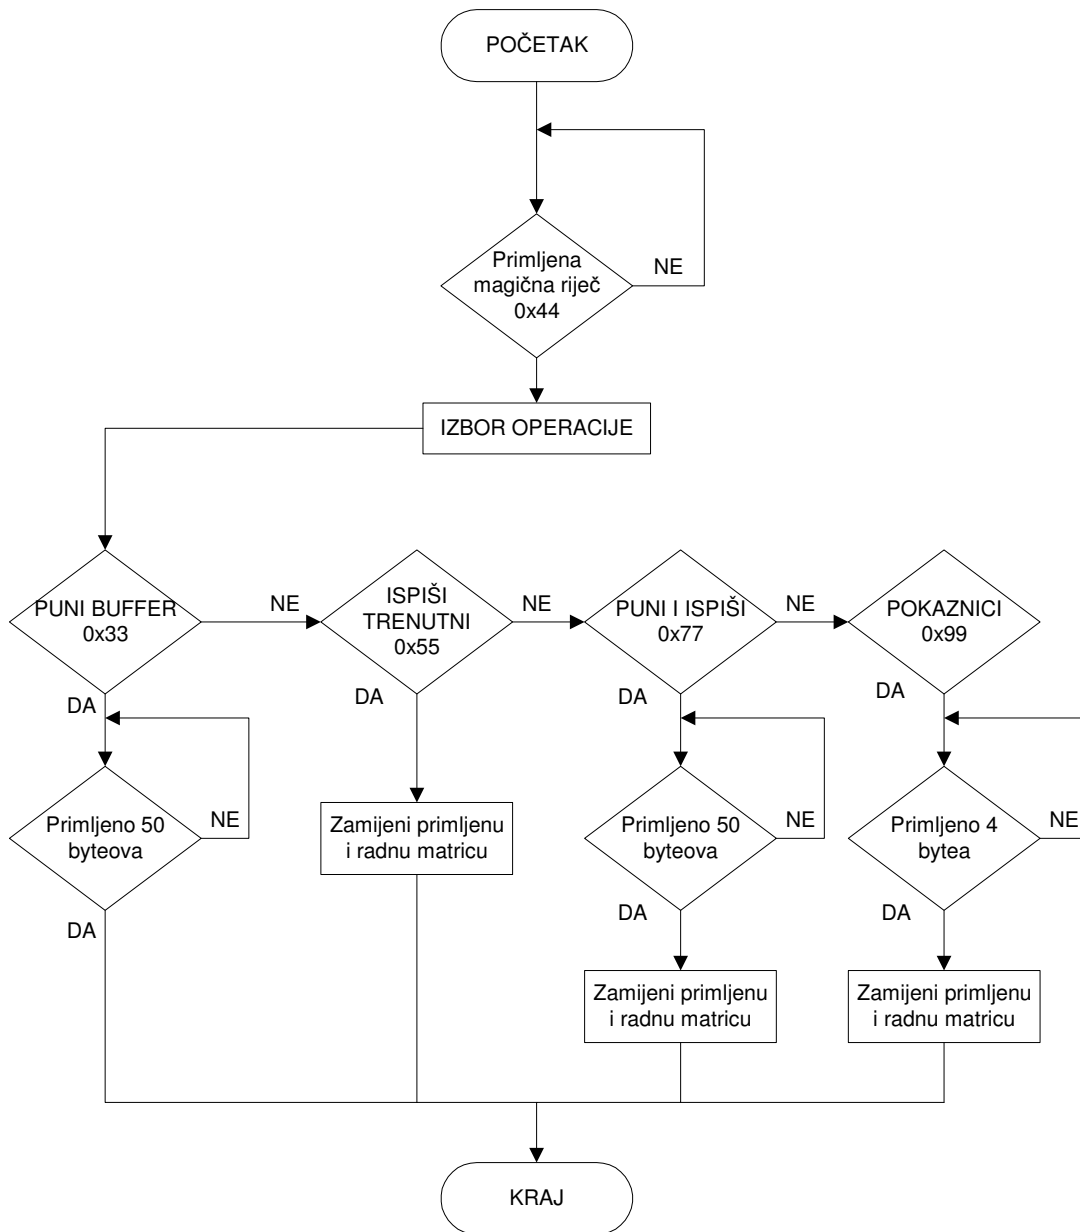 POČETAK
Primljena
magična riječ
0x44
NE
IZBOR OPERACIJE
PUNI BUFFER
0x33
NE
ISPIŠI
TRENUTNI
0x55
NE
PUNI I ISPIŠI
0x77
NE
POKAZNICI
0x99
DA
DA
DA
DA
Primljeno 50
byteova
NE
Zamijeni primljenu
i radnu matricu
Primljeno 50
byteova
NE
Primljeno 4
bytea
NE
DA
DA
DA
Zamijeni primljenu
i radnu matricu
Zamijeni primljenu
i radnu matricu
KRAJ